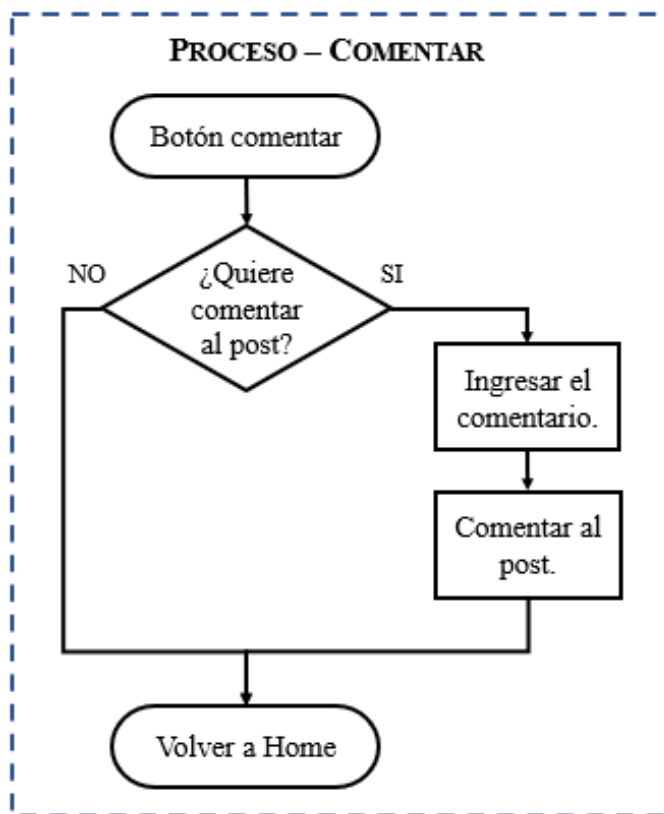 PROCESO – COMENTAR
Botón comentar
NO
¿Quiere
comentar
al post?
SI
Ingresar el
comentario.
Comentar al
post.
Volver a Home